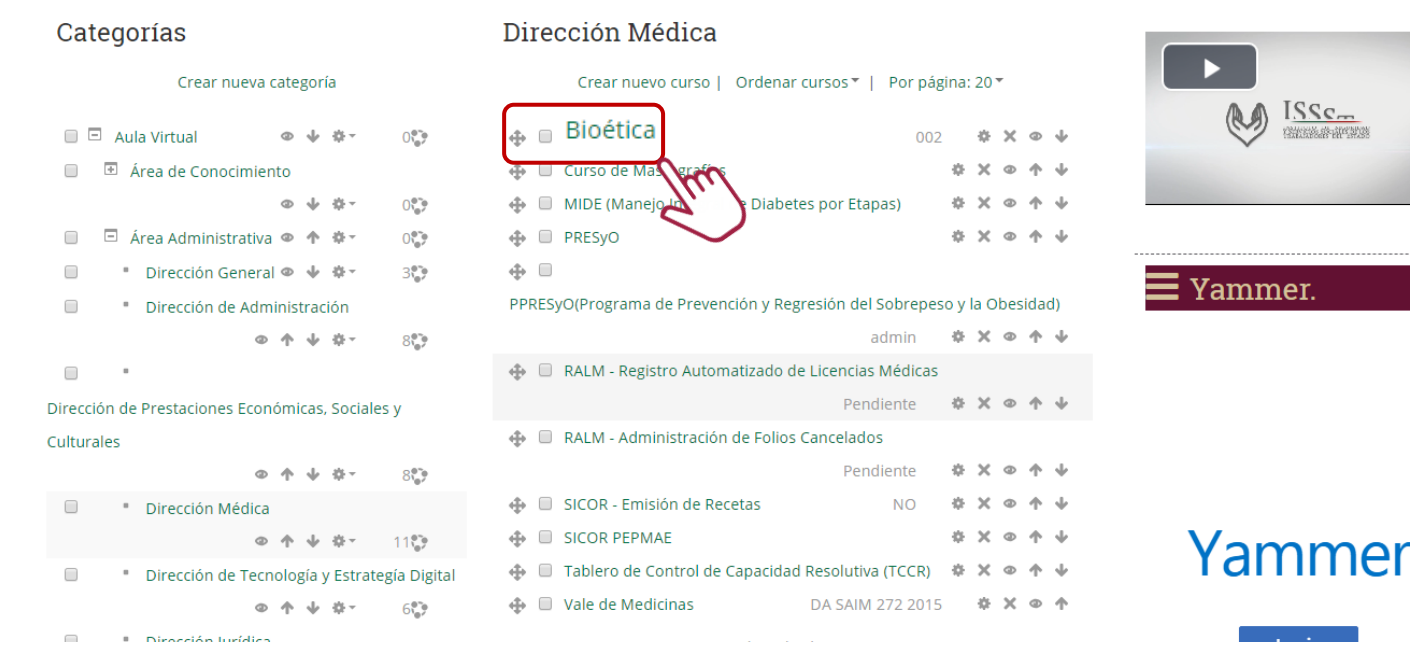 Categorías
Crear nueva categoría
Aula Virtual 0
Área de Conocimiento
0
Área Administrativa 0
Dirección General 3
Dirección de Administración
8
Dirección de Prestaciones Económicas, Sociales y
Culturales
8
Dirección Médica
11
Dirección de Tecnología y Estrategía Digital
6
Dirección Jurídica
Dirección Médica
Crear nuevo curso | Ordenar cursos | Por página: 20
Bioética 002
Curso de
MIDE (Manejo Diabetes por Etapas)
PRESyO
PPRESyO(Programa de Prevención y Regresión del Sobrepeso y la Obesidad)
admin
RALM - Registro Automatizado de Licencias Médicas
Pendiente
RALM - Administración de Folios Cancelados
Pendiente
SICOR - Emisión de Recetas NO
SICOR PEPMAE
Tablero de Control de Capacidad Resolutiva (TCCR)
Vale de Medicinas DA SAIM 272 2015
Yammer.
Yammer